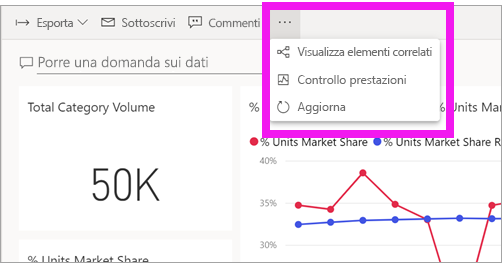 Esporta
Sottoscrivi
Commenti
...
Visualizza elementi correlati
Controllo prestazioni
Aggiorna
Porre una domanda sui dati
Total Category Volume
50K
%
% Units Market
% Units Market Share
% Units Market Share R
40%
35%
30%
% Units Market Share